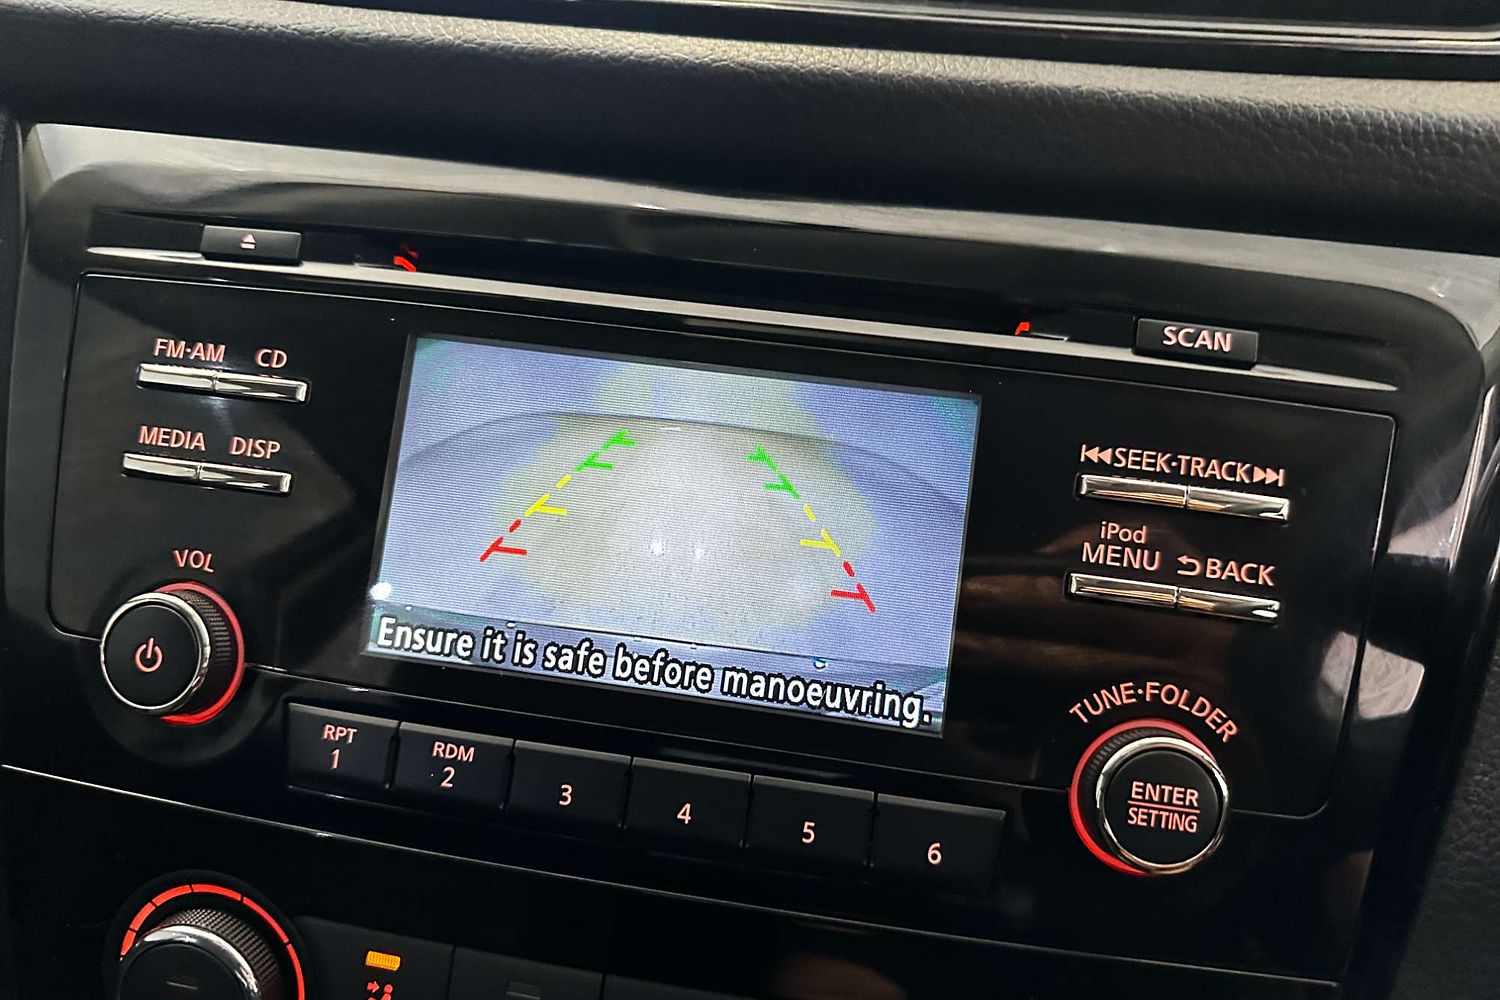 SCAN
FM·AM CD
MEDIA DISP
VOL
SEEK·TRACK
iPod
MENU BACK
Ensure it is safe before manoeuvring.
TUNE·FOLDER
ENTER
SETTING
RPT
1
RDM
2
3
4
5
6